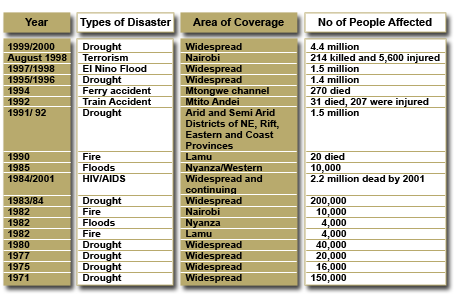 Year Types of Disaster Area of Coverage No of People Affected
1999/2000 Drought Widespread 4.4 million
August 1998 Terrorism Nairobi 214 killed and 5,600 injured
1997/1998 El Nino Flood Widespread 1.5 million
1995/1996 Drought Widespread 1.4 million
1994 Ferry accident Mtongwe channel 270 died
1992 Train Accident Mtito Andei 31 died, 207 were injured
1991/ 92 Drought Arid and Semi Arid 1.5 million
Districts of NE, Rift,
Eastern and Coast
Provinces
1990 Fire Lamu 20 died
1985 Floods Nyanza/Western 10,000
1984/2001 HIV/AIDS Widespread and 2.2 million dead by 2001
continuing
1983/84 Drought Widespread 200,000
1982 Fire Nairobi 10,000
1982 Floods Nyanza 4,000
1982 Fire Lamu 4,000
1980 Drought Widespread 40,000
1977 Drought Widespread 20,000
1975 Drought Widespread 16,000
1971 Drought Widespread 150,000